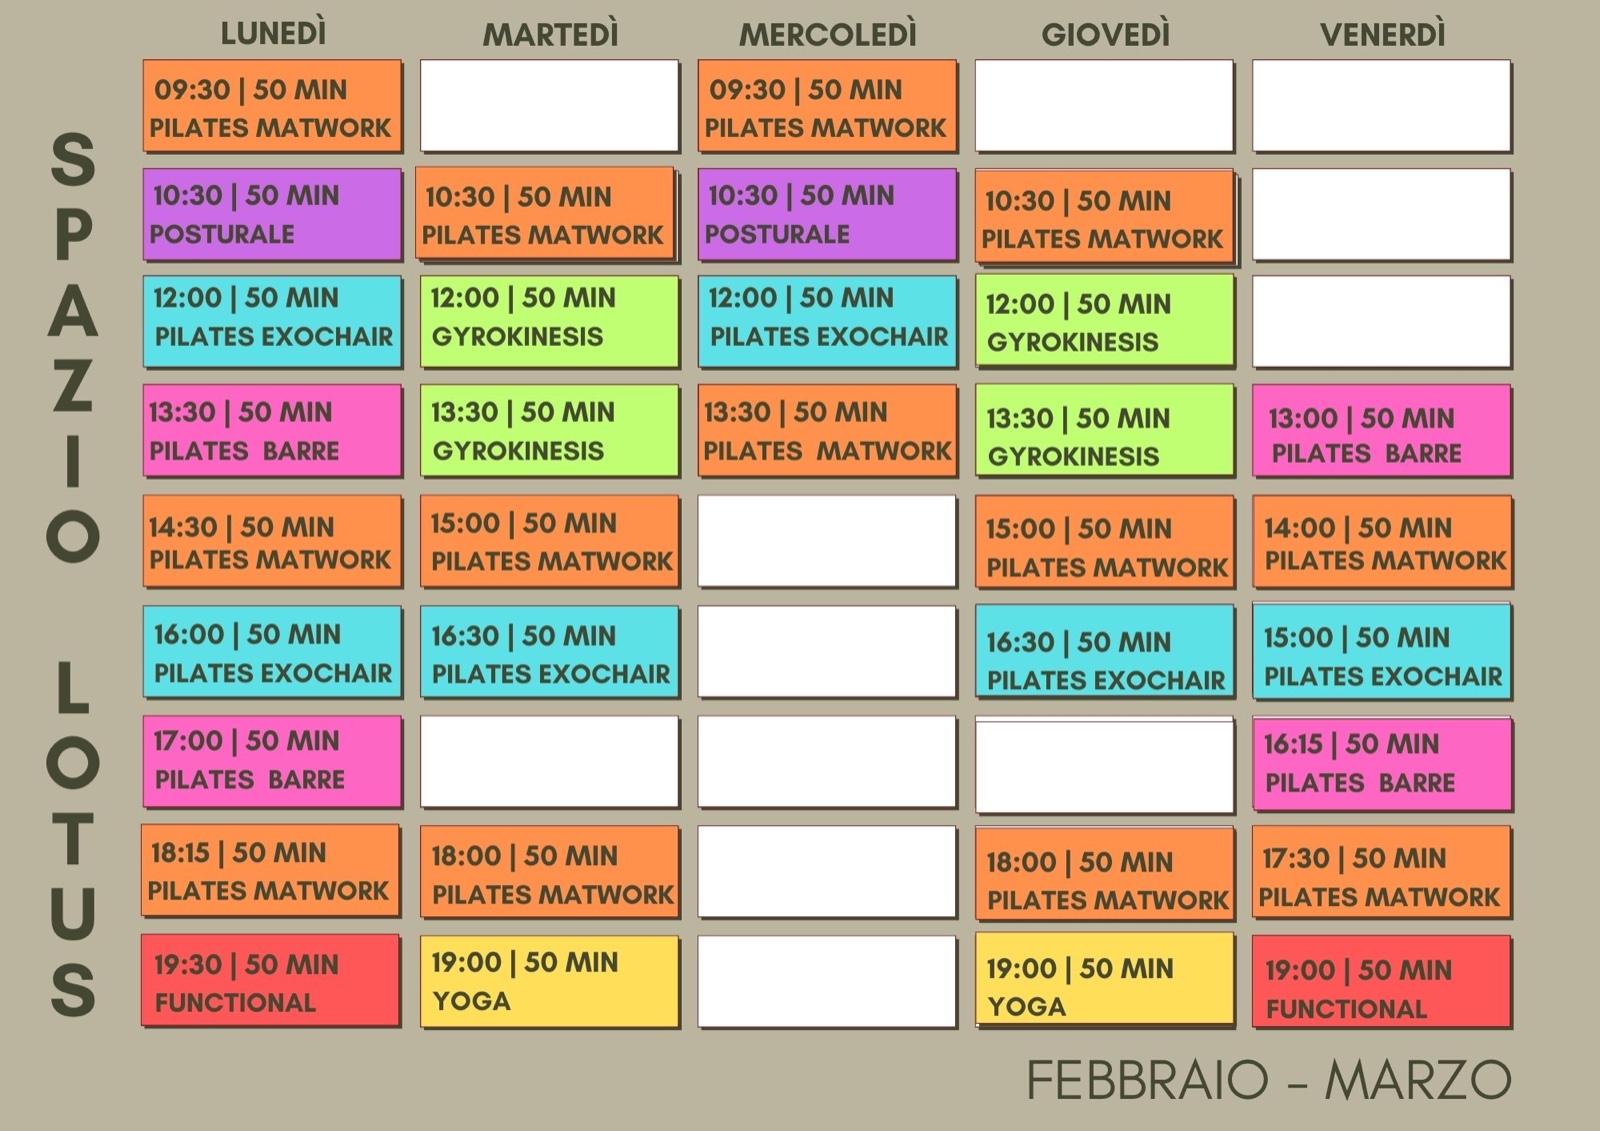 LUNEDÌ MARTEDÌ MERCOLEDÌ GIOVEDÌ VENERDÌ
SPAZIO LOTUS
09:30 | 50 MIN
PILATES MATWORK
09:30 | 50 MIN
PILATES MATWORK
10:30 | 50 MIN
POSTURALE
10:30 | 50 MIN
PILATES MATWORK
10:30 | 50 MIN
POSTURALE
10:30 | 50 MIN
PILATES MATWORK
12:00 | 50 MIN
PILATES EXOCHAIR
12:00 | 50 MIN
GYROKINESIS
12:00 | 50 MIN
PILATES EXOCHAIR
12:00 | 50 MIN
GYROKINESIS
13:30 | 50 MIN
PILATES BARRE
13:30 | 50 MIN
GYROKINESIS
13:30 | 50 MIN
PILATES MATWORK
13:30 | 50 MIN
GYROKINESIS
13:00 | 50 MIN
PILATES BARRE
14:30 | 50 MIN
PILATES MATWORK
15:00 | 50 MIN
PILATES MATWORK
15:00 | 50 MIN
PILATES MATWORK
14:00 | 50 MIN
PILATES MATWORK
16:00 | 50 MIN
PILATES EXOCHAIR
16:30 | 50 MIN
PILATES EXOCHAIR
16:30 | 50 MIN
PILATES EXOCHAIR
15:00 | 50 MIN
PILATES EXOCHAIR
17:00 | 50 MIN
PILATES BARRE
16:15 | 50 MIN
PILATES BARRE
18:15 | 50 MIN
PILATES MATWORK
18:00 | 50 MIN
PILATES MATWORK
18:00 | 50 MIN
PILATES MATWORK
17:30 | 50 MIN
PILATES MATWORK
19:30 | 50 MIN
FUNCTIONAL
19:00 | 50 MIN
YOGA
19:00 | 50 MIN
YOGA
19:00 | 50 MIN
FUNCTIONAL
FEBBRAIO – MARZO